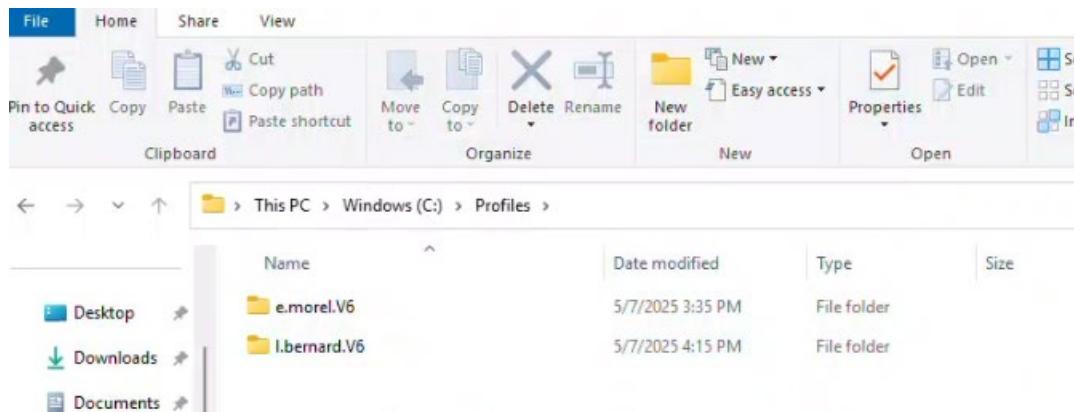 File Home Share View
Cut
Copy path
Paste shortcut
Pin to Quick access
Copy
Paste
Move to
Copy to
Delete
Rename
New folder
New
Easy access
Properties
Open
Edit
Clipboard Organize New Open
This PC > Windows (C:) > Profiles >
Name Date modified Type Size
Desktop
e.morel.V6 5/7/2025 3:35 PM File folder
Downloads
l.bernard.V6 5/7/2025 4:15 PM File folder
Documents